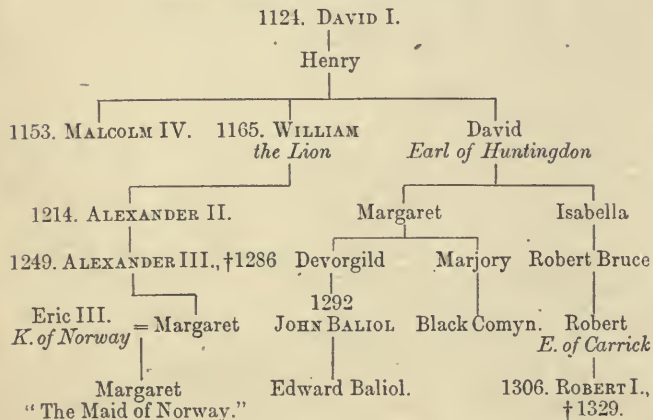 1124. DAVID I.
Henry
1153. MALCOLM IV. 1165. WILLIAM David
the Lion Earl of Huntingdon
1214. ALEXANDER II. Margaret Isabella
1249. ALEXANDER III., †1286 Devorgild Marjory Robert Bruce
Eric III. 1292
K. of Norway = Margaret JOHN BALIOL Black Comyn. Robert
E. of Carrick
Margaret Edward Baliol. 1306. ROBERT I.,
"The Maid of Norway." †1329.